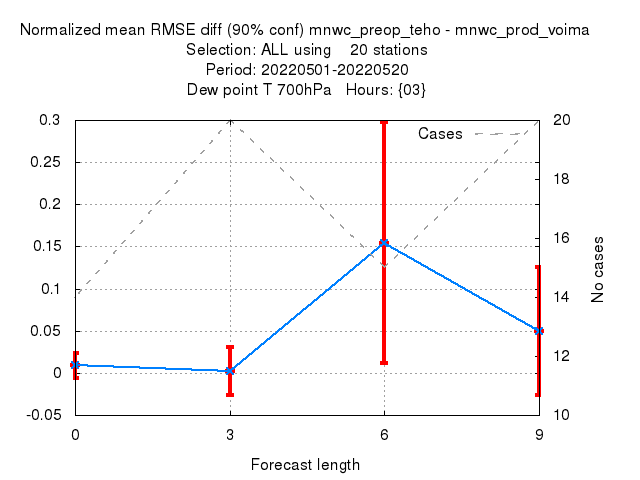 Normalized mean RMSE diff (90% conf) mnwc_preop_teho - mnwc_prod_voima
Selection: ALL using 20 stations
Period: 20220501-20220520
Dew point T 700hPa Hours: {03}
Cases
0.3
0.25
0.2
0.15
0.1
0.05
0
-0.05
20
18
16
14
12
10
No cases
0 3 6 9
Forecast length